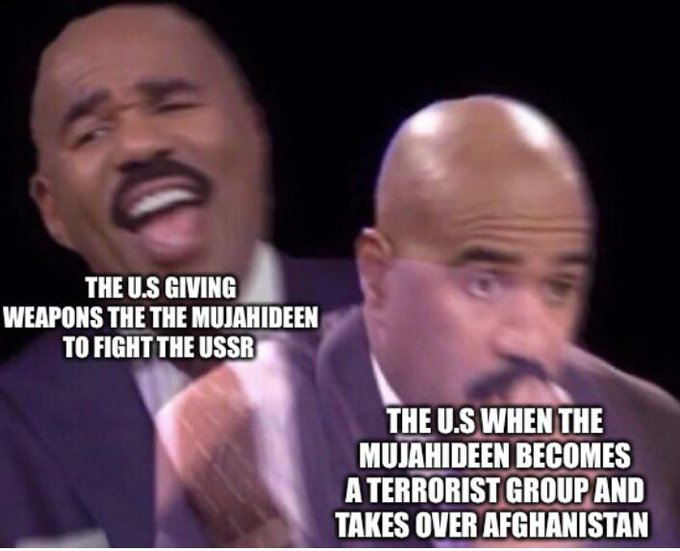 THE U.S GIVING
WEAPONS THE THE MUJAHIDEEN
TO FIGHT THE USSR
THE U.S WHEN THE
MUJAHIDEEN BECOMES
A TERRORIST GROUP AND
TAKES OVER AFGHANISTAN